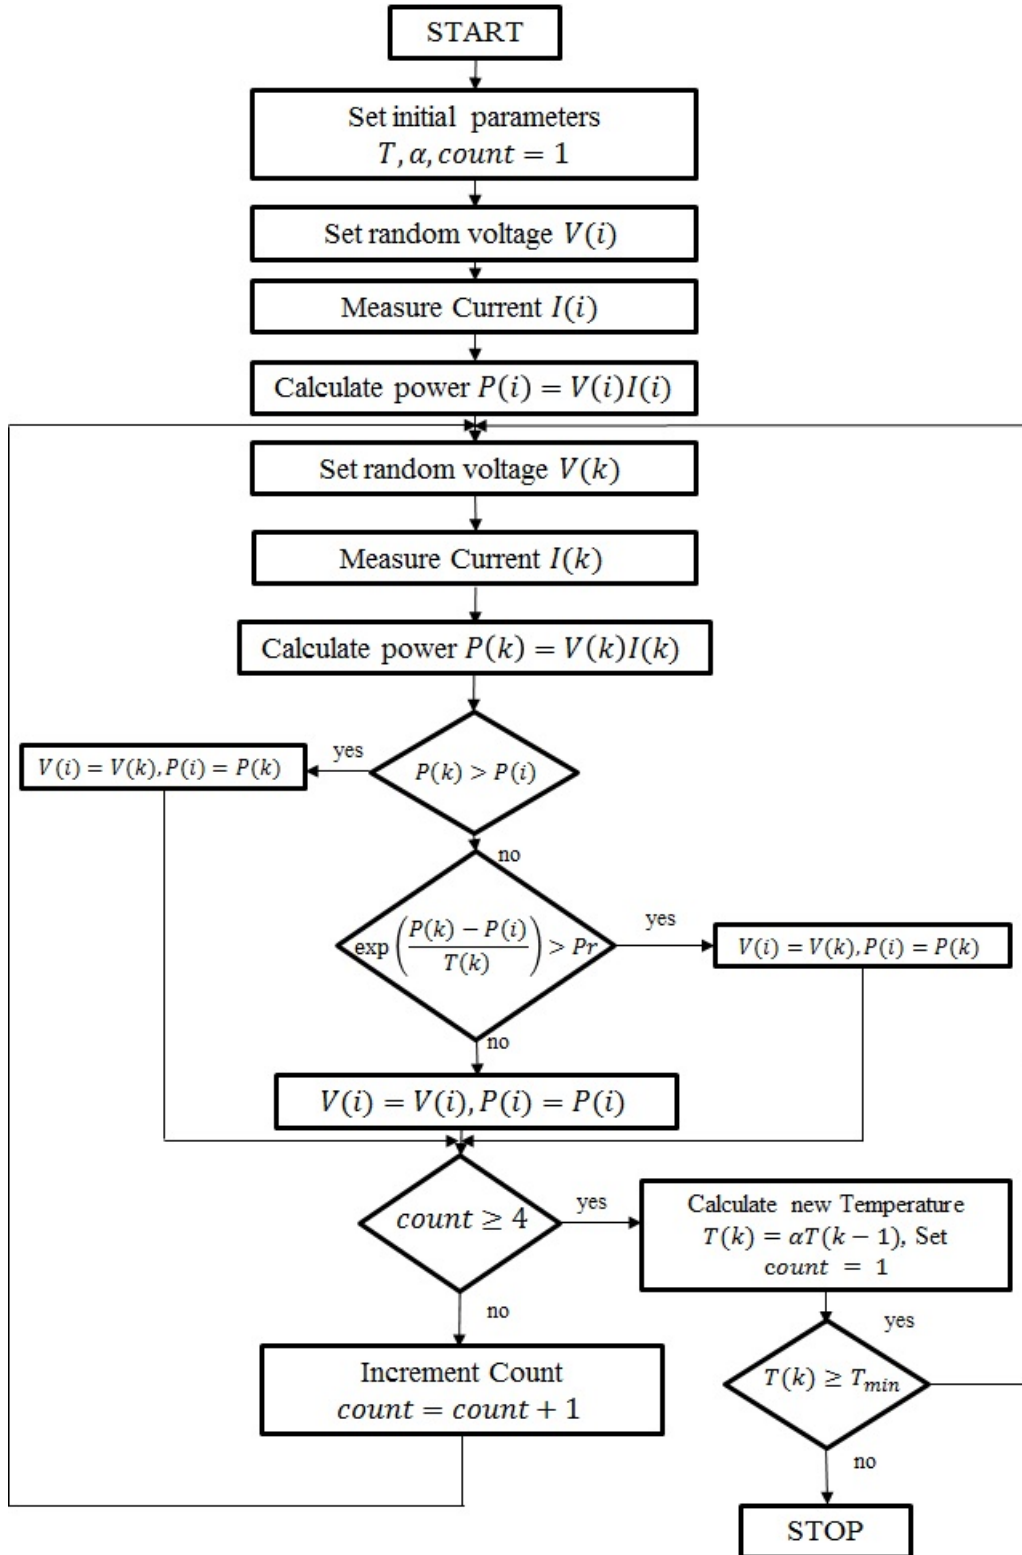 START
Set initial parameters
T, α, count = 1
Set random voltage V(i)
Measure Current I(i)
Calculate power P(i) = V(i)I(i)
Set random voltage V(k)
Measure Current I(k)
Calculate power P(k) = V(k)I(k)
yes
V(i) = V(k), P(i) = P(k)
P(k) > P(i)
no
exp(P(k) − P(i) / T(k)) > Pr
yes
V(i) = V(k), P(i) = P(k)
no
V(i) = V(i), P(i) = P(i)
count ≥ 4
yes
Calculate new Temperature
T(k) = αT(k − 1), Set
count = 1
no
Increment Count
count = count + 1
yes
T(k) ≥ Tmin
no
STOP